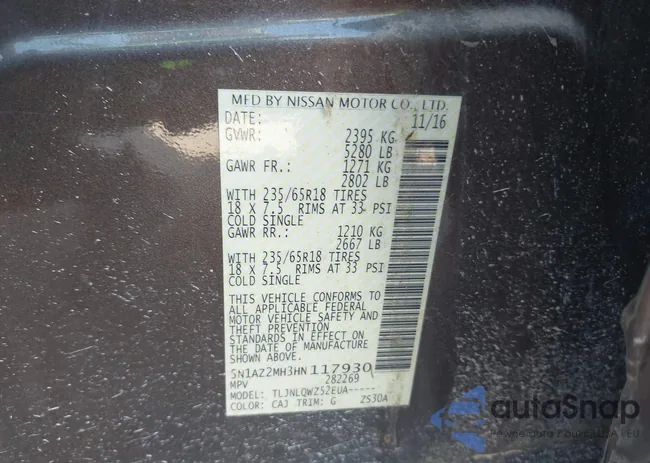 MFD BY NISSAN MOTOR CO., LTD.
DATE: 11/16
GVWR: 2395 KG
5280 LB
GAWR FR.: 1271 KG
2802 LB
WITH 235/65R18 TIRES
18 X 7.5 RIMS AT 33 PSI
COLD SINGLE
GAWR RR.: 1210 KG
2667 LB
WITH 235/65R18 TIRES
18 X 7.5 RIMS AT 33 PSI
COLD SINGLE
THIS VEHICLE CONFORMS TO
ALL APPLICABLE FEDERAL
MOTOR VEHICLE SAFETY AND
THEFT PREVENTION
STANDARDS IN EFFECT ON
THE DATE OF MANUFACTURE
SHOWN ABOVE.
5N1AZ2MH3HN117930
MPV 282269
MODEL: TLJNLQWZ52EUA-----
COLOR: CAJ TRIM: G ZS30A
autoSnap